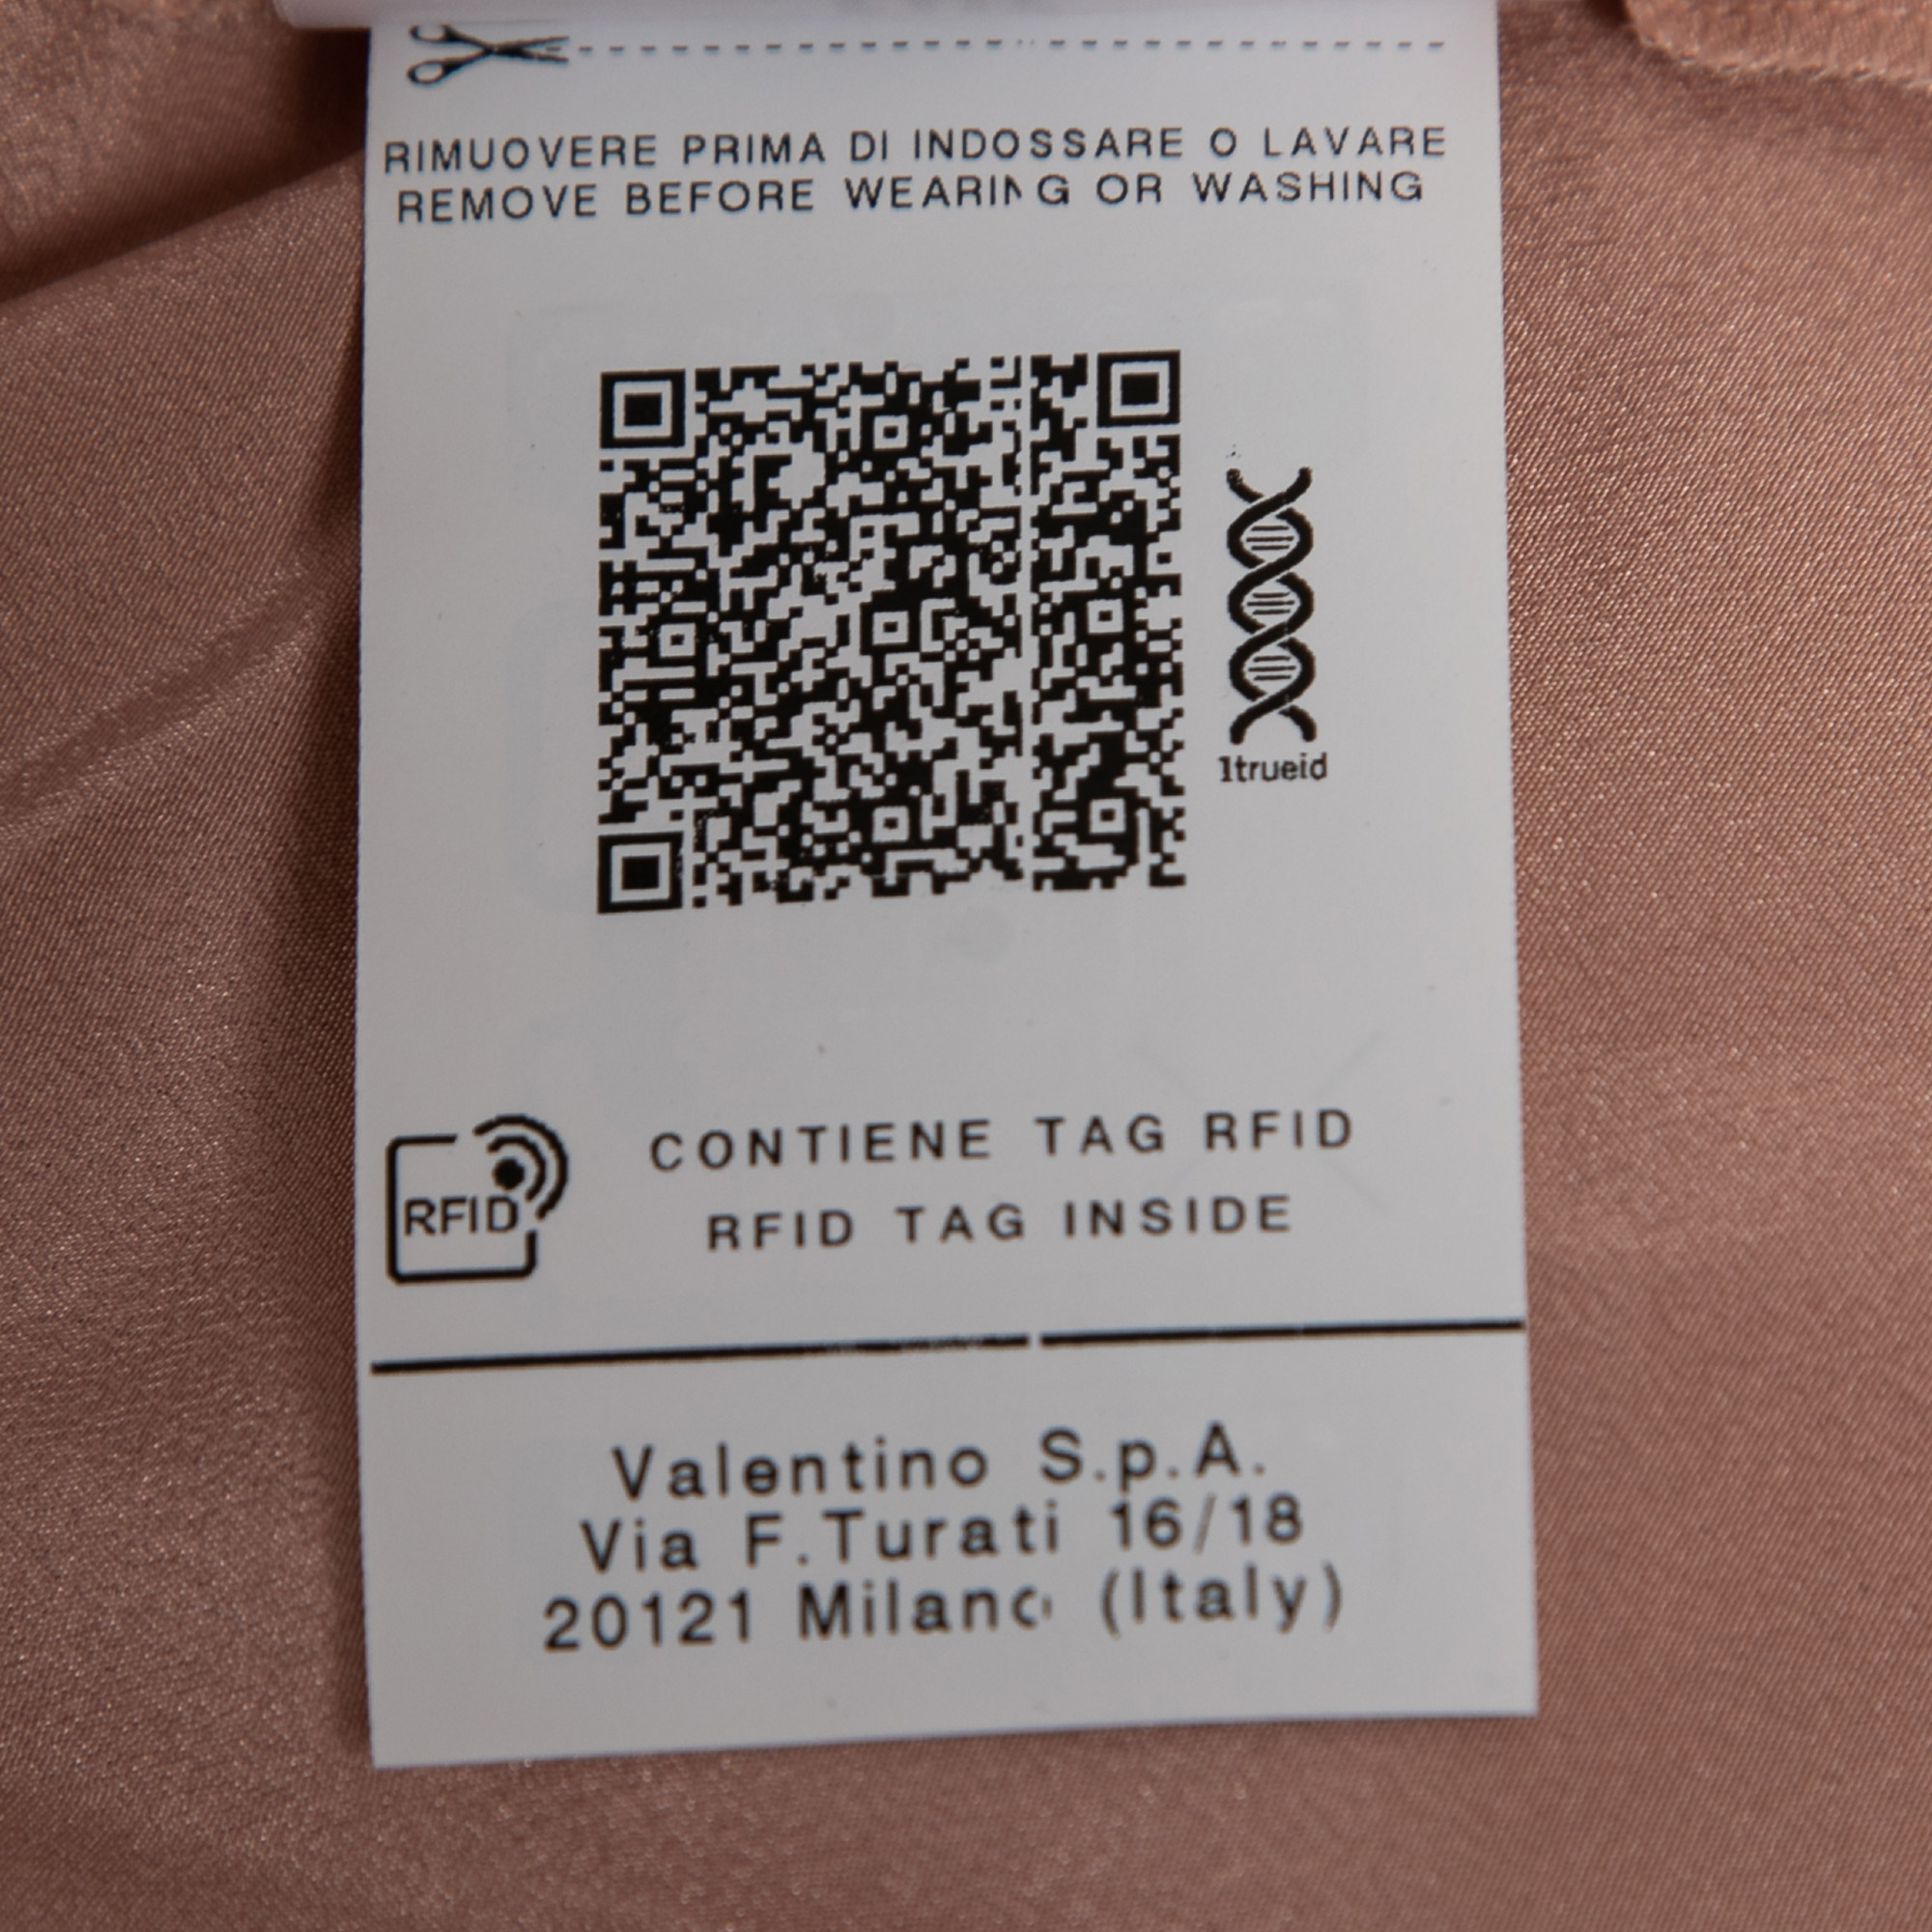 RIMUOVERE PRIMA DI INDOSSARE O LAVARE
REMOVE BEFORE WEARING OR WASHING
1trueid
RFID
CONTIENE TAG RFID
RFID TAG INSIDE
Valentino S.p.A.
Via F.Turati 16/18
20121 Milano (Italy)